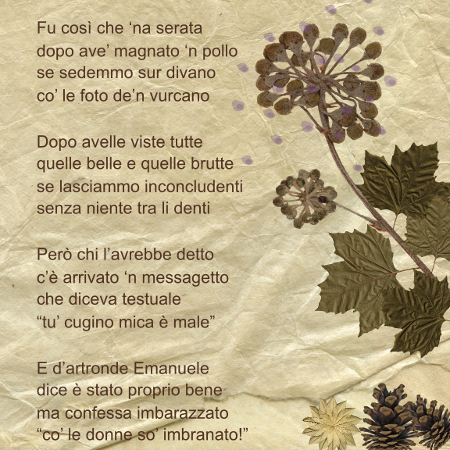 Fu così che ‘na serata
dopo ave’ magnato ‘n pollo
se sedemmo sur divano
co’ le foto de’n vurcano
Dopo avelle viste tutte
quelle belle e quelle brutte
se lasciammo inconcludenti
senza niente tra li denti
Però chi l’avrebbe detto
c’è arrivato ‘n messagetto
che diceva testuale
“tu’ cugino mica è male”
E d’artronde Emanuele
dice è stato proprio bene
ma confessa imbarazzato
“co’ le donne so’ imbranato!”